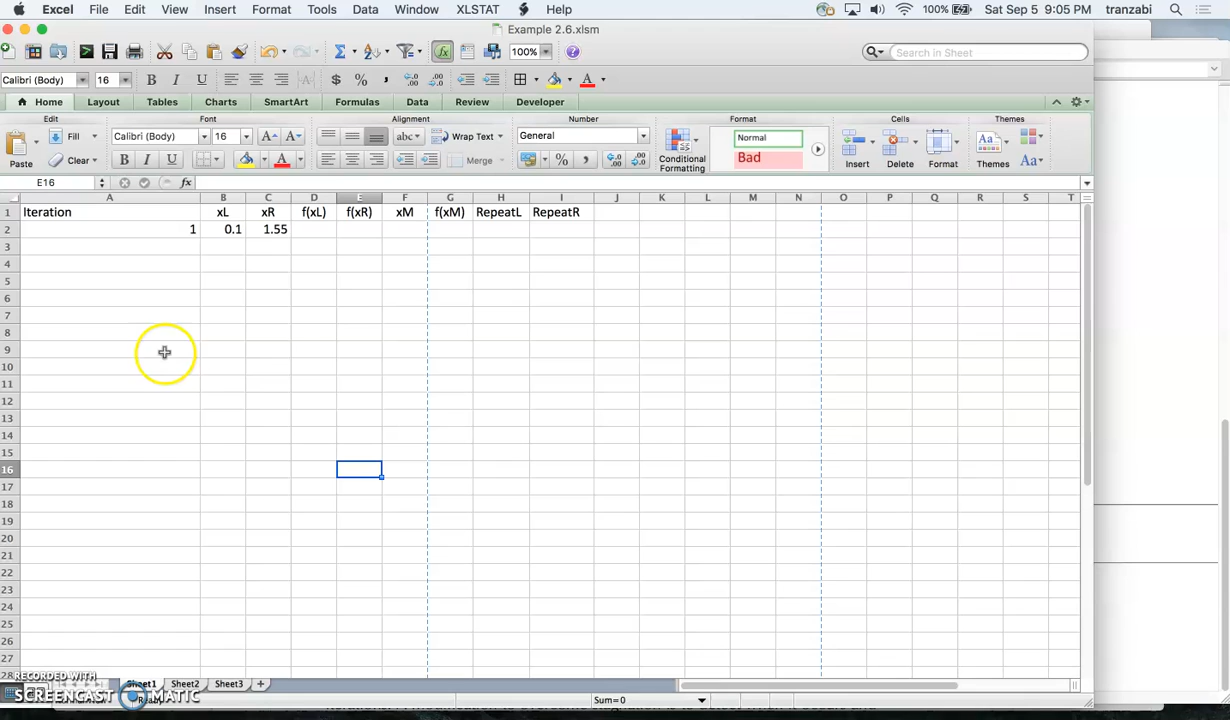 Excel File Edit View Insert Format Tools Data Window XLSTAT Help 100% Sat Sep 5 9:05 PM tranzabi
Example 2.6.xlsm
100% Search in Sheet
Calibri (Body) 16 B I U $ %
Home Layout Tables Charts SmartArt Formulas Data Review Developer
Edit Font Alignment Number Format Cells Themes
Paste Fill Clear Calibri (Body) 16 A A abc Wrap Text General Normal
B I U A Merge % Conditional Formatting Bad Insert Delete Format Themes Aa
E16 fx
A B C D E F G H I J K L M N O P Q R S T
1 Iteration xL xR f(xL) f(xR) xM f(xM) RepeatL RepeatR
2 1 0.1 1.55
3
4
5
6
7
8
9
10
11
12
13
14
15
16
17
18
19
20
21
22
23
24
25
26
27
28
RECORDED WITH
SCREENCAST MATIC
Sheet1 Sheet2 Sheet3
Sum=0